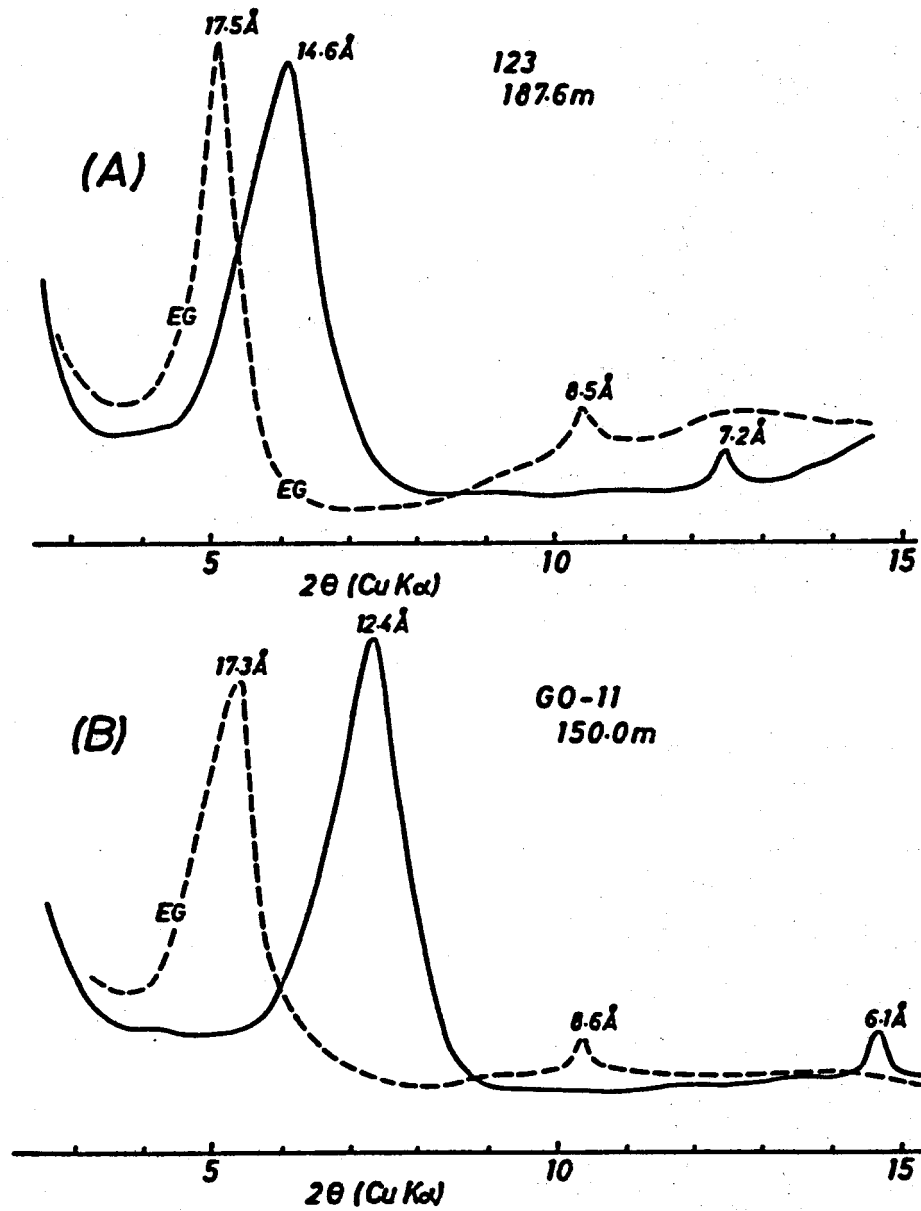 17.5Å
14.6Å
123
187.6m
(A)
EG
8.5Å
7.2Å
EG
5
10
15
2θ (Cu Kα)
12.4Å
17.3Å
GO-11
150.0m
(B)
EG
8.6Å
6.1Å
5
10
15
2θ (Cu Kα)